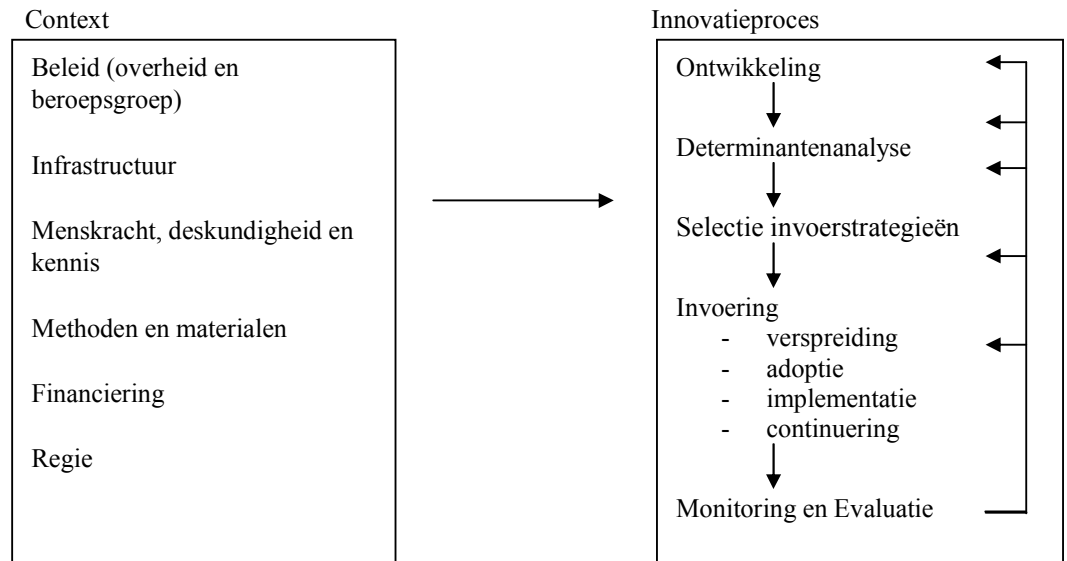 Context
Beleid (overheid en
beroepsgroep)
Infrastructuur
Menskracht, deskundigheid en
kennis
Methoden en materialen
Financiering
Regie
Innovatieproces
Ontwikkeling
Determinantenanalyse
Selectie invoerstrategieën
Invoering
- verspreiding
- adoptie
- implementatie
- continuering
Monitoring en Evaluatie